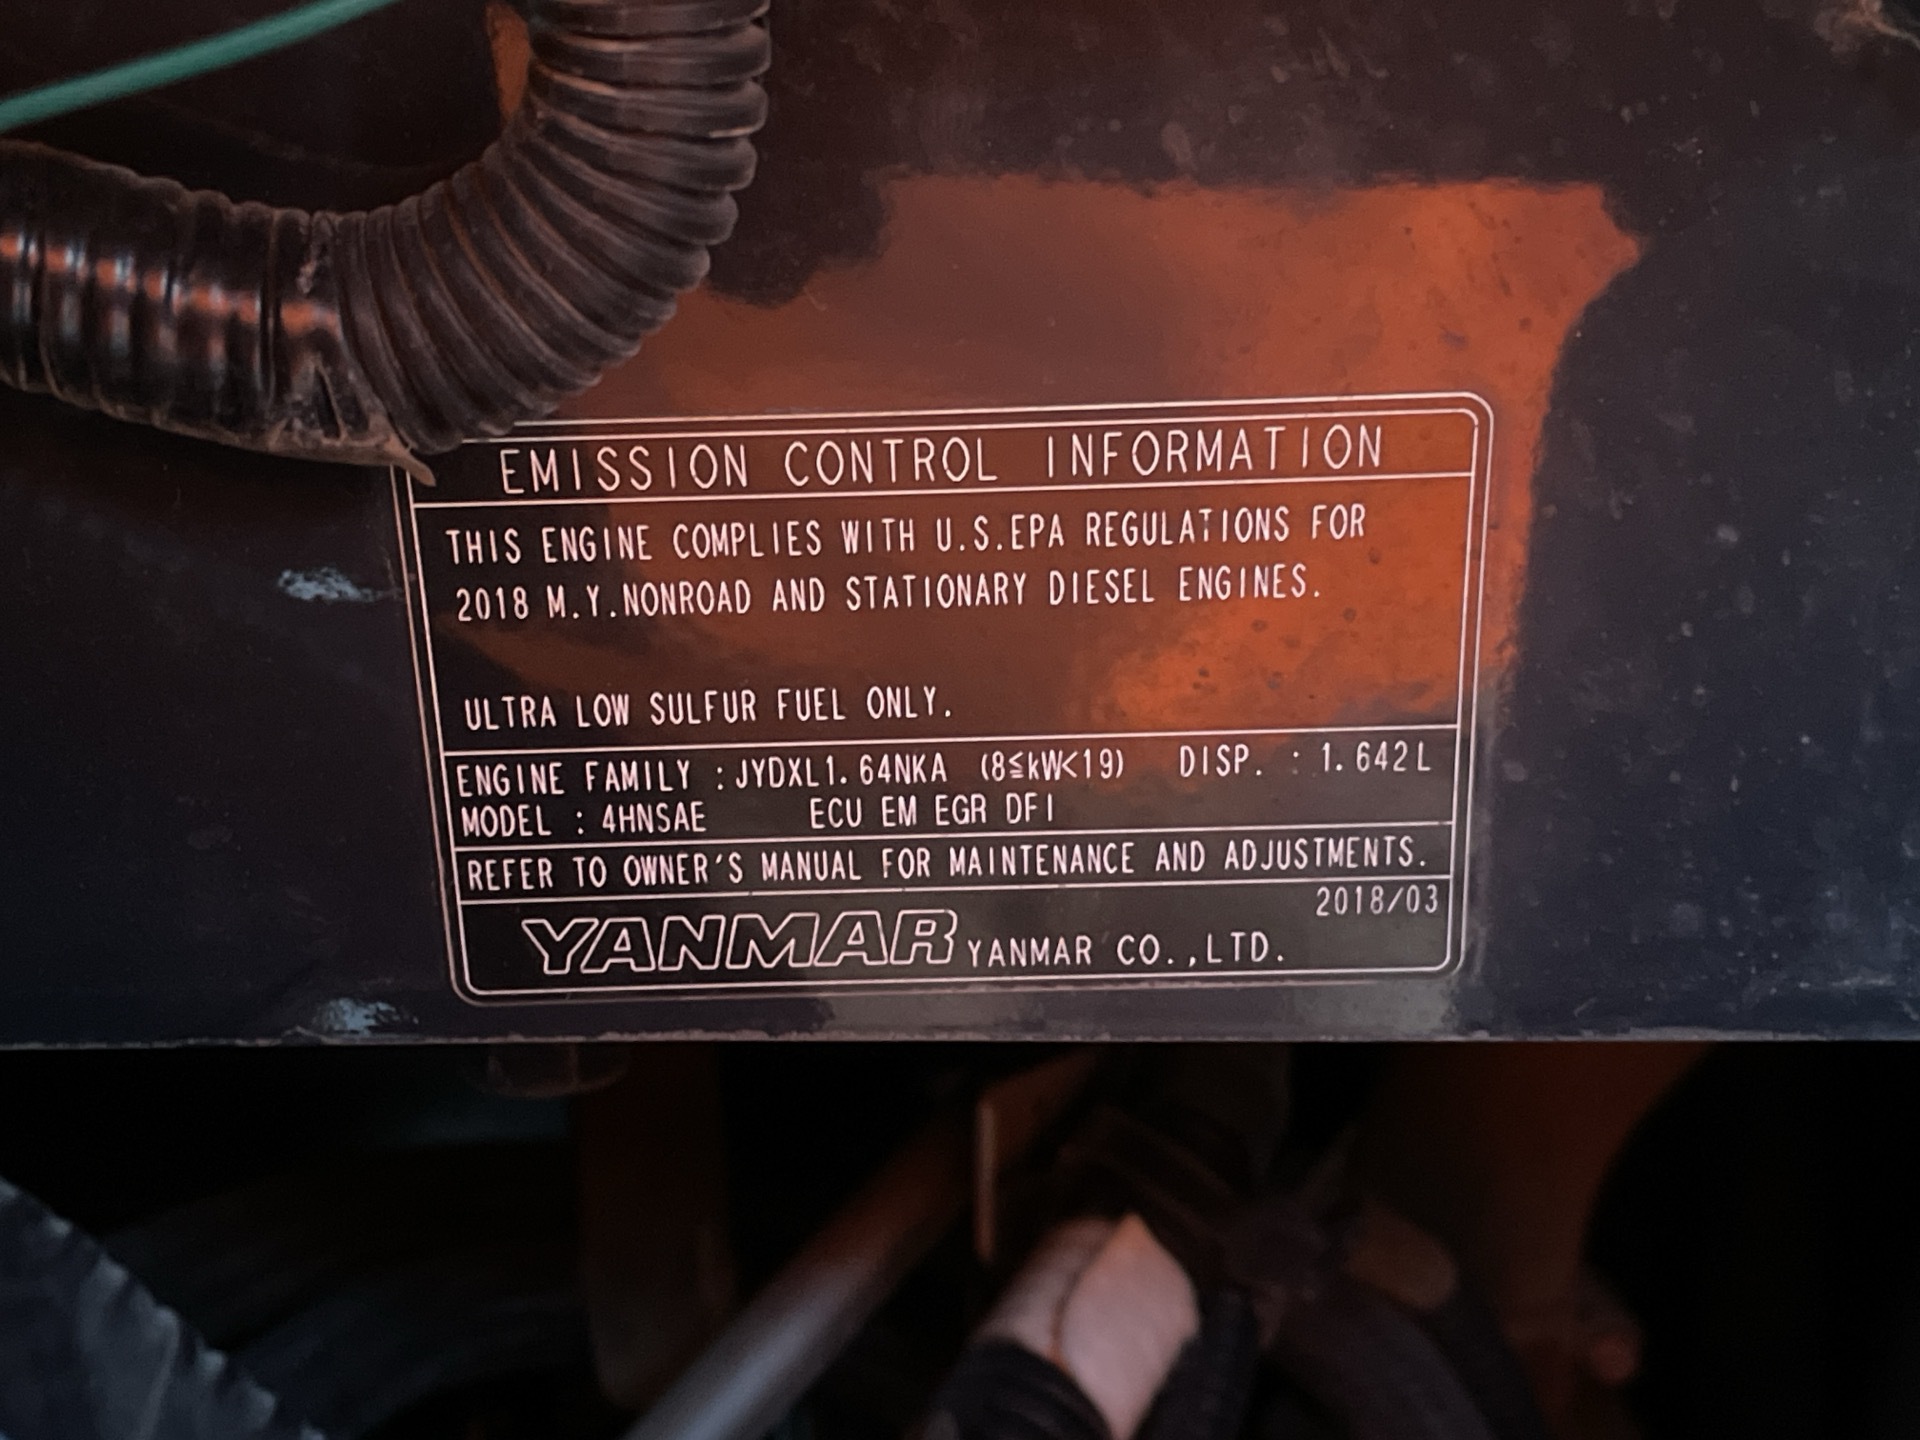 EMISSION CONTROL INFORMATION
THIS ENGINE COMPLIES WITH U.S.EPA REGULATIONS FOR
2018 M.Y.NONROAD AND STATIONARY DIESEL ENGINES.
ULTRA LOW SULFUR FUEL ONLY.
ENGINE FAMILY : JYDXL1.64NKA (8≦kW<19) DISP. : 1.642L
MODEL : 4HNSAE ECU EM EGR DFI
REFER TO OWNER'S MANUAL FOR MAINTENANCE AND ADJUSTMENTS.
2018/03
YANMAR YANMAR CO.,LTD.